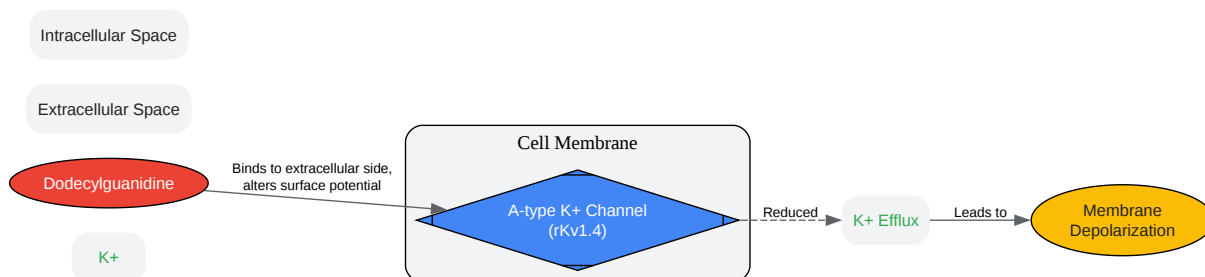 Intracellular Space
Extracellular Space
Dodecylguanidine
K+
Binds to extracellular side,
alters surface potential
Cell Membrane
A-type K+ Channel
(rKv1.4)
Reduced
K+ Efflux
Leads to
Membrane
Depolarization